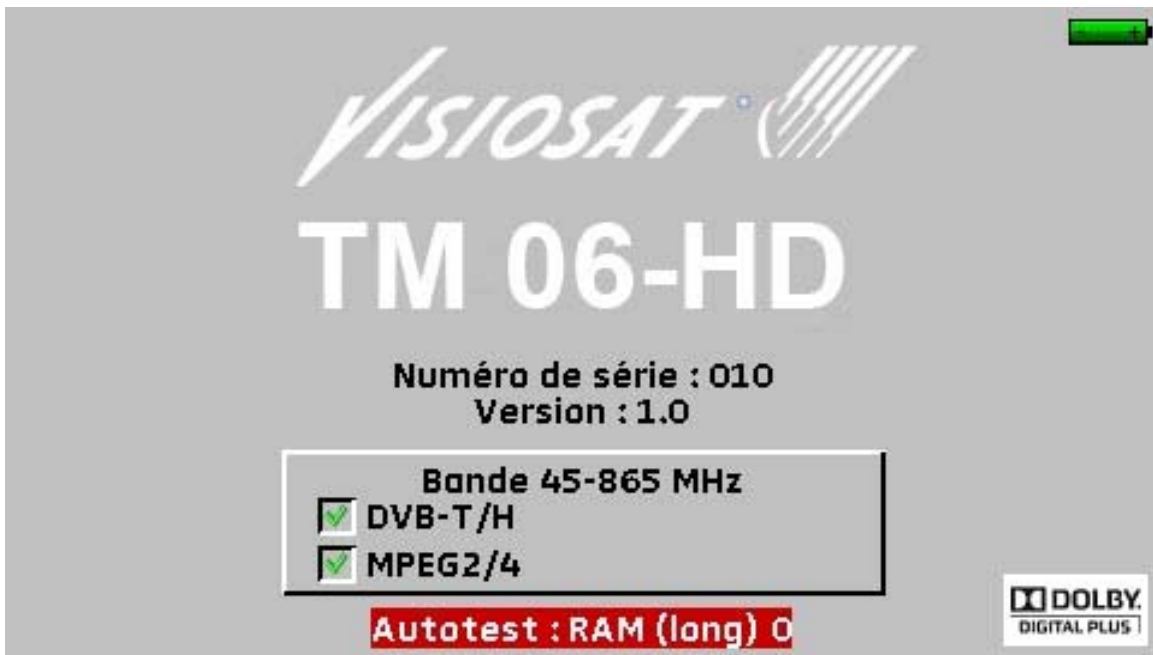 VISIOSAT
TM 06-HD
Numéro de série : 010
Version : 1.0
Bande 45-865 MHz
DVB-T/H
MPEG2/4
Autotest : RAM (long) 0
DOLBY.
DIGITAL PLUS